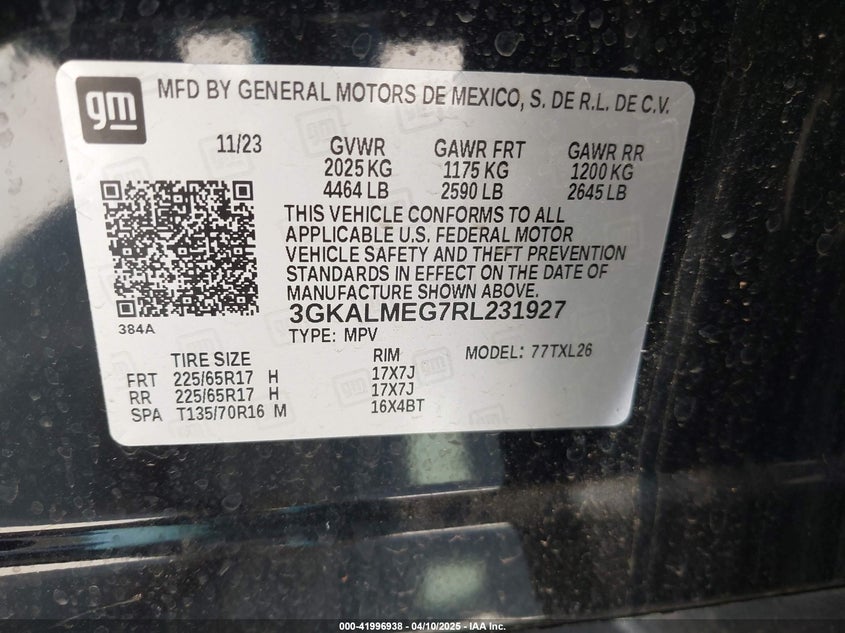 gm
MFD BY GENERAL MOTORS DE MEXICO, S. DE R.L. DE C.V.
11/23 GVWR GAWR FRT GAWR RR
2025 KG 1175 KG 1200 KG
4464 LB 2590 LB 2645 LB
THIS VEHICLE CONFORMS TO ALL
APPLICABLE U.S. FEDERAL MOTOR
VEHICLE SAFETY AND THEFT PREVENTION
STANDARDS IN EFFECT ON THE DATE OF
MANUFACTURE SHOWN ABOVE.
384A
3GKALMEG7RL231927
TYPE: MPV MODEL: 77TXL26
TIRE SIZE RIM
FRT 225/65R17 H 17X7J
RR 225/65R17 H 17X7J
SPA T135/70R16 M 16X4BT
000-41996938 - 04/10/2025 - IAA Inc.